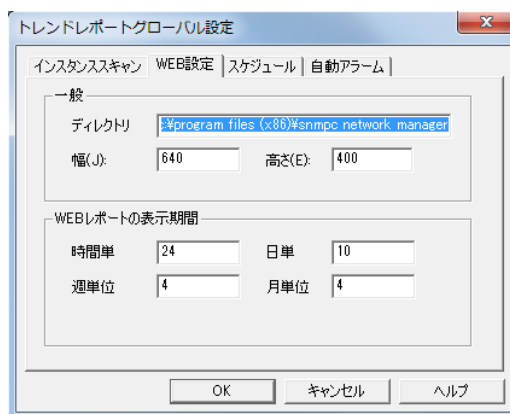 トレンドレポートグローバル設定
インスタンススキャン WEB設定 スケジュール 自動アラーム
一般
ディレクトリ c:¥program files (x86)¥snmpc network manager
幅(J): 640 高さ(E): 400
WEBレポートの表示期間
時間単 24 日単 10
週単位 4 月単位 4
OK キャンセル ヘルプ